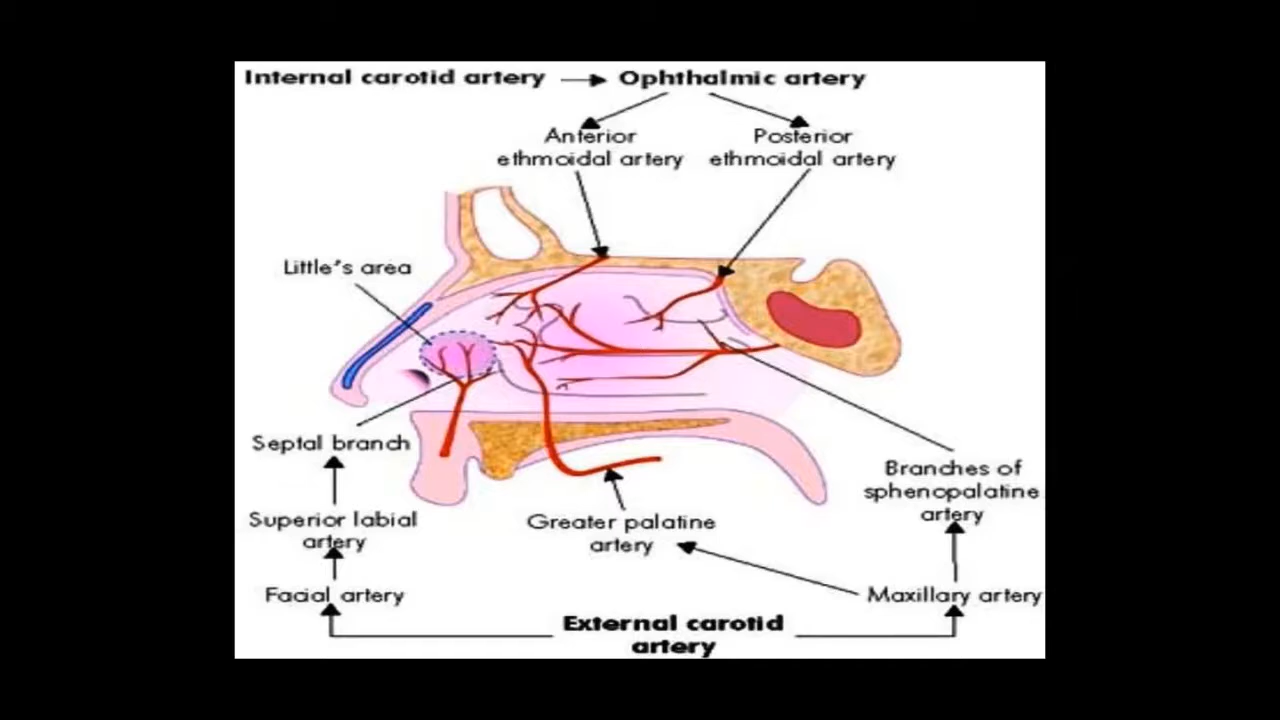 Internal carotid artery → Ophthalmic artery
Anterior
ethmoidal artery
Posterior
ethmoidal artery
Little's area
Septal branch
Superior labial
artery
Facial artery
Greater palatine
artery
Branches of
sphenopalatine
artery
Maxillary artery
External carotid
artery